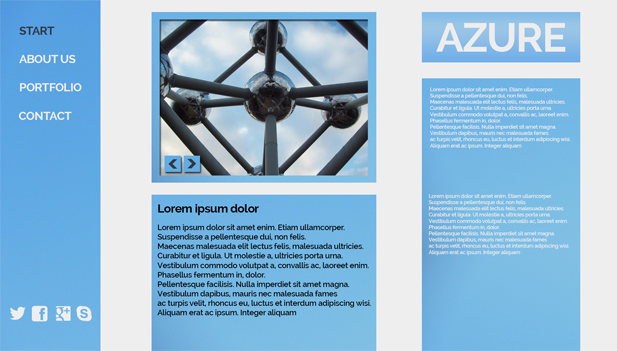 START
ABOUT US
PORTFOLIO
CONTACT
Lorem ipsum dolor
Lorem ipsum dolor sit amet enim. Etiam ullamcorper.
Suspendisse a pellentesque dui, non felis.
Maecenas malesuada elit lectus felis, malesuada ultricies.
Curabitur et ligula. Ut molestie a, ultricies porta urna.
Vestibulum commodo volutpat a, convallis ac, laoreet enim.
Phasellus fermentum in, dolor.
Pellentesque facilisis. Nulla imperdiet sit amet magna.
Vestibulum dapibus, mauris nec malesuada fames
ac turpis velit, rhoncus eu, luctus et interdum adipiscing wisi.
Aliquam erat ac ipsum. Integer aliquam
AZURE
Lorem ipsum dolor sit amet enim. Etiam ullamcorper.
Suspendisse a pellentesque dui, non felis.
Maecenas malesuada elit lectus felis, malesuada ultricies.
Curabitur et ligula. Ut molestie a, ultricies porta urna.
Vestibulum commodo volutpat a, convallis ac, laoreet enim.
Phasellus fermentum in, dolor.
Pellentesque facilisis. Nulla imperdiet sit amet magna.
Vestibulum dapibus, mauris nec malesuada fames
ac turpis velit, rhoncus eu, luctus et interdum adipiscing wisi.
Aliquam erat ac ipsum. Integer aliquam
Lorem ipsum dolor sit amet enim. Etiam ullamcorper.
Suspendisse a pellentesque dui, non felis.
Maecenas malesuada elit lectus felis, malesuada ultricies.
Curabitur et ligula. Ut molestie a, ultricies porta urna.
Vestibulum commodo volutpat a, convallis ac, laoreet enim.
Phasellus fermentum in, dolor.
Pellentesque facilisis. Nulla imperdiet sit amet magna.
Vestibulum dapibus, mauris nec malesuada fames
ac turpis velit, rhoncus eu, luctus et interdum adipiscing wisi.
Aliquam erat ac ipsum. Integer aliquam